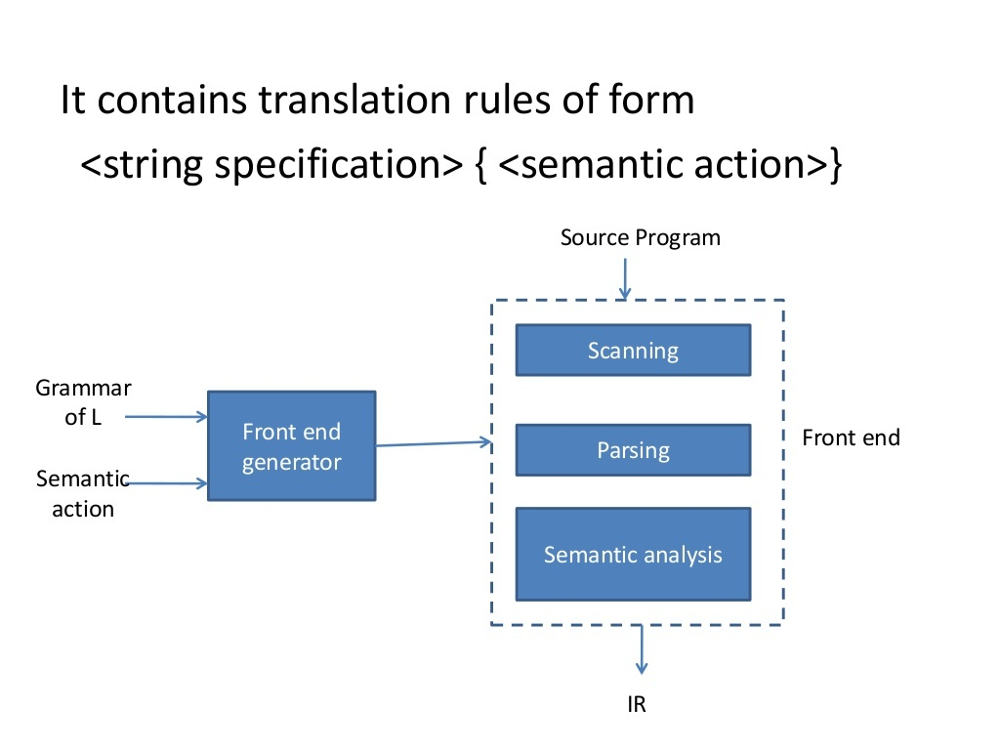 It contains translation rules of form
<string specification> { <semantic action>}
Source Program
Scanning
Grammar
of L
Front end
generator
Parsing
Front end
Semantic
action
Semantic analysis
IR